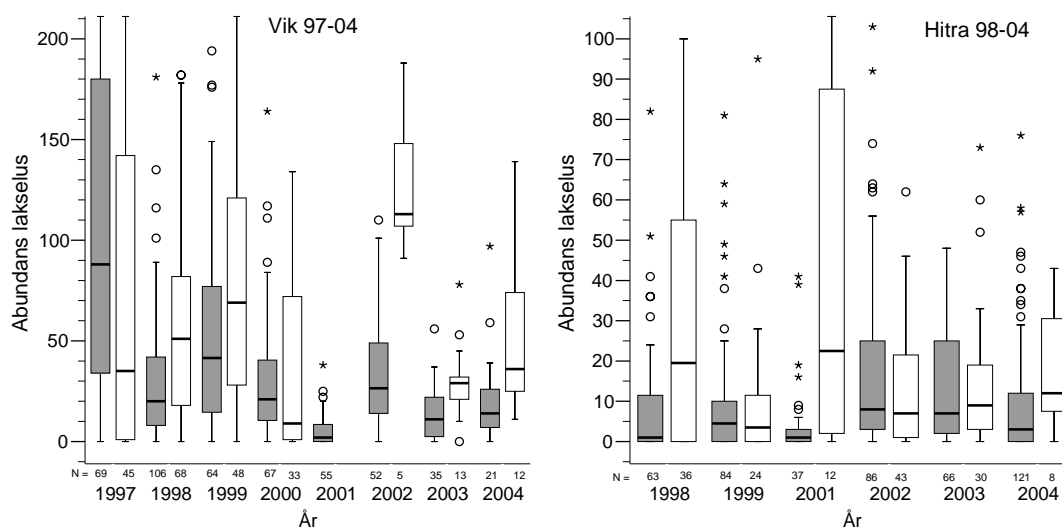 Vik 97-04
Abundans lakselus
200
150
100
50
0
N = 69 45 106 68 64 48 67 33 55 52 5 35 13 21 12
1997 1998 1999 2000 2001 2002 2003 2004
År
Hitra 98-04
Abundans lakselus
100
90
80
70
60
50
40
30
20
10
0
N = 63 36 84 24 37 12 86 43 66 30 121 8
1998 1999 2001 2002 2003 2004
År